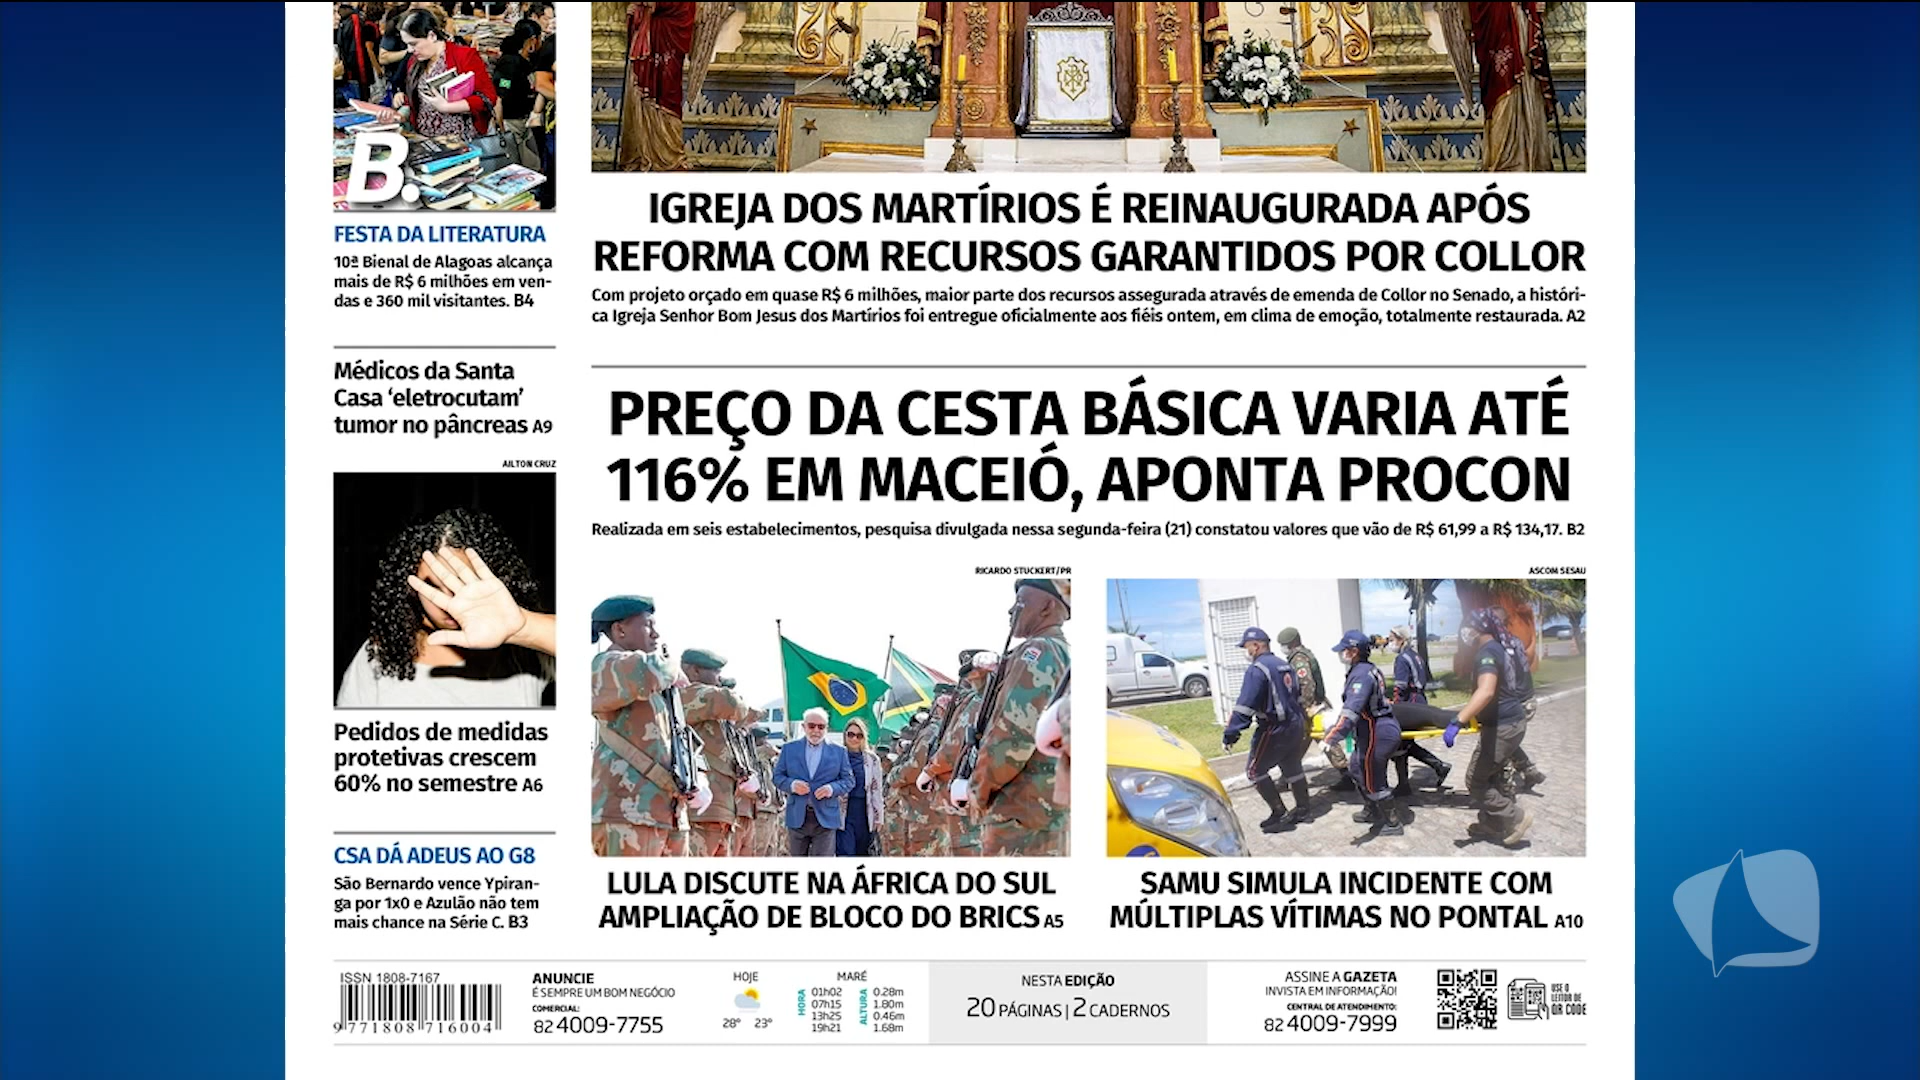 B.
FESTA DA LITERATURA
10ª Bienal de Alagoas alcança
mais de R$ 6 milhões em ven-
das e 360 mil visitantes. B4
Médicos da Santa
Casa ‘eletrocutam’
tumor no pâncreas A9
AILTON CRUZ
Pedidos de medidas
protetivas crescem
60% no semestre A6
CSA DÁ ADEUS AO G8
São Bernardo vence Ypiran-
ga por 1x0 e Azulão não tem
mais chance na Série C. B3
IGREJA DOS MARTÍRIOS É REINAUGURADA APÓS
REFORMA COM RECURSOS GARANTIDOS POR COLLOR
Com projeto orçado em quase R$ 6 milhões, maior parte dos recursos assegurada através de emenda de Collor no Senado, a históri-
ca Igreja Senhor Bom Jesus dos Martírios foi entregue oficialmente aos fiéis ontem, em clima de emoção, totalmente restaurada. A2
PREÇO DA CESTA BÁSICA VARIA ATÉ
116% EM MACEIÓ, APONTA PROCON
Realizada em seis estabelecimentos, pesquisa divulgada nessa segunda-feira (21) constatou valores que vão de R$ 61,99 a R$ 134,17. B2
RICARDO STUCKERT/PR
LULA DISCUTE NA ÁFRICA DO SUL
AMPLIAÇÃO DE BLOCO DO BRICS A5
ASCOM SESAU
SAMU SIMULA INCIDENTE COM
MÚLTIPLAS VÍTIMAS NO PONTAL A10
ISSN 1808-7167
9 771808 716004
ANUNCIE
É SEMPRE UM BOM NEGÓCIO
COMERCIAL:
82 4009-7755
HOJE
28° 23°
MARÉ
HORA
01h02
07h15
13h25
19h21
ALTURA
0.28m
1.80m
0.46m
1.68m
NESTA EDIÇÃO
20 PÁGINAS | 2 CADERNOS
ASSINE A GAZETA
INVISTA EM INFORMAÇÃO!
CENTRAL DE ATENDIMENTO:
82 4009-7999
USE O
LEITOR DE
QR CODE